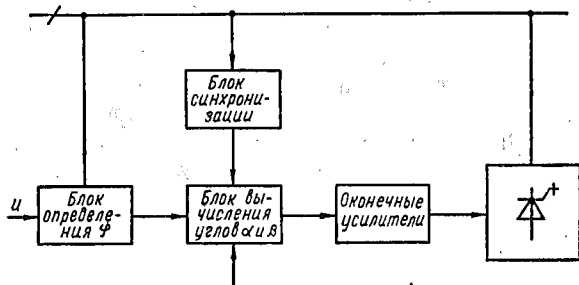 Блок
синхрони-
зации
и
Блок
определе-
ния φ
Блок вы-
числения
углов α и β
Оконечные
усилители
+